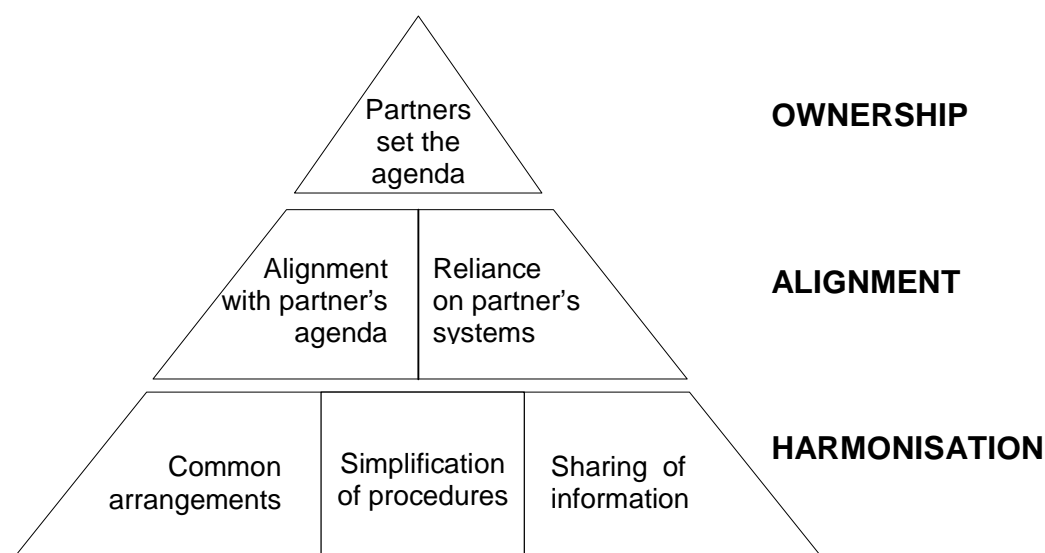 Partners
set the
agenda
OWNERSHIP
Alignment
with partner's
agenda
Reliance
on partner's
systems
ALIGNMENT
Common
arrangements
Simplification
of procedures
Sharing of
information
HARMONISATION